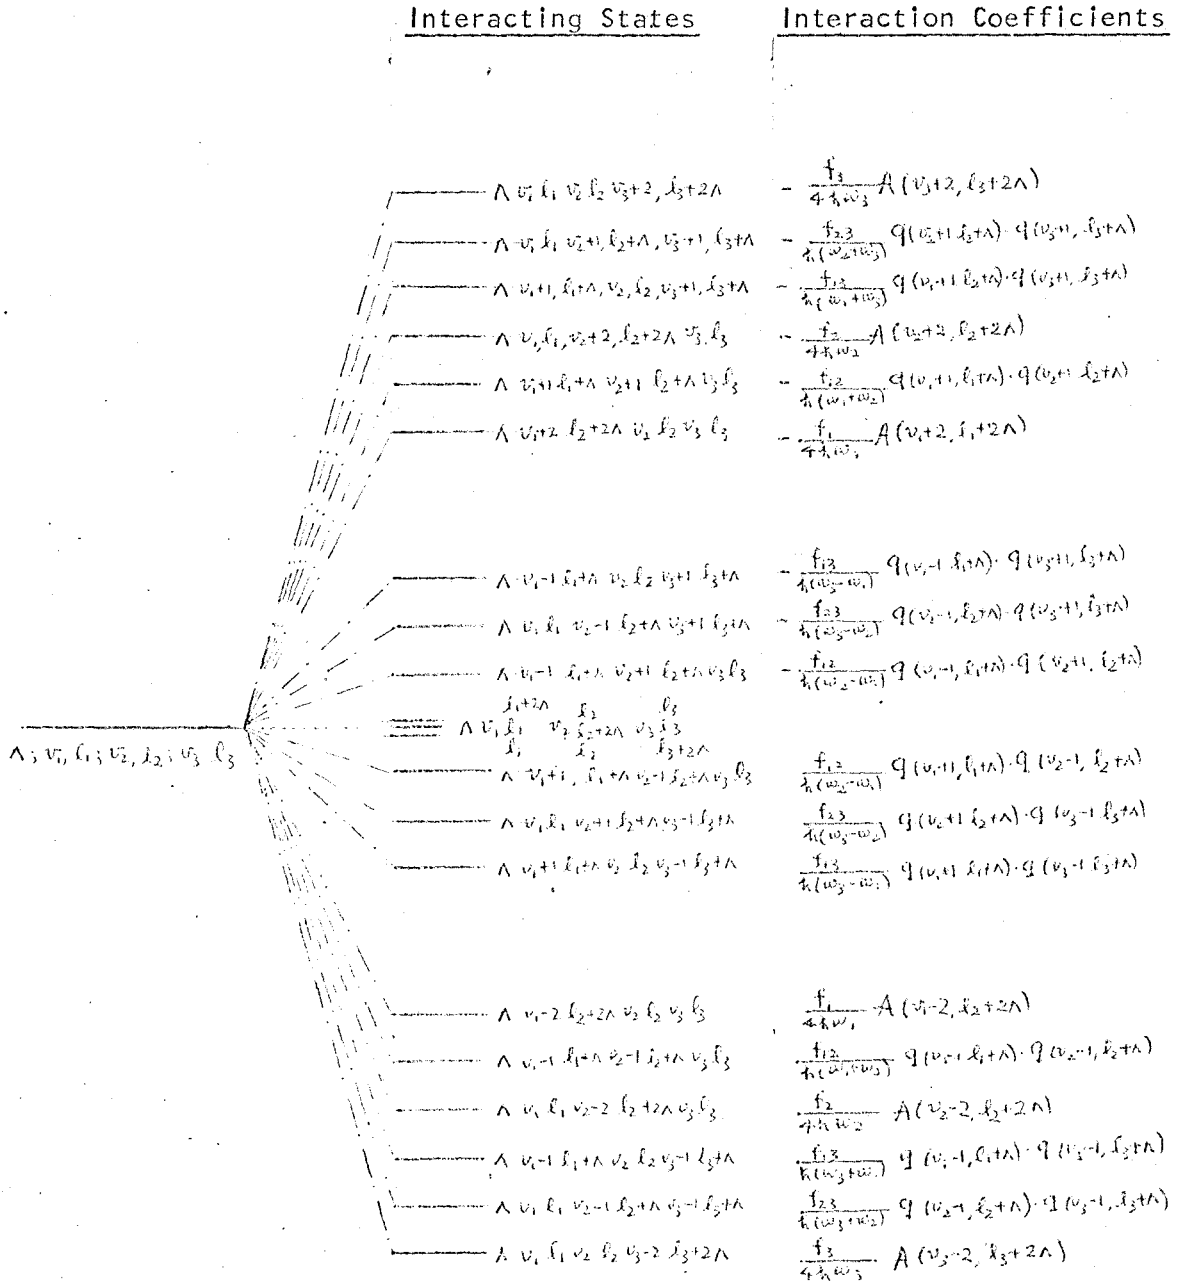 Interacting States Interaction Coefficients
Λ v₁ l₁ v₂ l₂ v₃+2, l₃+2Λ - f₃/4ħω₃ A(v₃+2, l₃+2Λ)
Λ v₁ l₁ v₂+1, l₂+Λ, v₃+1, l₃+Λ - f₂₃/ħ(ω₂+ω₃) q(v₂+1 l₂+Λ)· q(v₃+1, l₃+Λ)
Λ v₁+1, l₁+Λ, v₂, l₂, v₃+1, l₃+Λ - f₁₃/ħ(ω₁+ω₃) q(v₁+1 l₂+Λ)· q(v₃+1, l₃+Λ)
Λ v₁ l₁, v₂+2, l₂+2Λ v₃ l₃ - f₂/4ħω₂ A(v₂+2, l₂+2Λ)
Λ v₁+1 l₁+Λ v₂+1 l₂+Λ v₃ l₃ - f₁₂/ħ(ω₁+ω₂) q(v₁+1, l₁+Λ)· q(v₂+1 l₂+Λ)
Λ v₁+2 l₂+2Λ v₂ l₂ v₃ l₃ - f₁/4ħω₁ A(v₁+2, l₁+2Λ)
Λ v₁-1 l₁+Λ v₂ l₂ v₃+1 l₃+Λ - f₁₃/ħ(ω₃-ω₁) q(v₁-1 l₁+Λ)· q(v₃+1, l₃+Λ)
Λ v₁ l₁ v₂-1 l₂+Λ v₃+1 l₃+Λ - f₂₃/ħ(ω₃-ω₂) q(v₂-1, l₂+Λ)· q(v₃+1, l₃+Λ)
Λ v₁-1 l₁+Λ v₂+1 l₂+Λ v₃ l₃ - f₁₂/ħ(ω₂-ω₁) q(v₁-1, l₁+Λ)· q(v₂+1, l₂+Λ)
l₁+2Λ l₂ l₃
Λ v₁ l₁ v₂ l₂+2Λ v₃ l₃
l₁ l₂ l₃+2Λ
Λ; v₁, l₁; v₂, l₂; v₃ l₃
Λ v₁+1, l₁+Λ v₂-1 l₂+Λ v₃ l₃ f₁₂/ħ(ω₂-ω₁) q(v₁+1, l₁+Λ)· q(v₂-1, l₂+Λ)
Λ v₁ l₁ v₂+1 l₂+Λ v₃-1 l₃+Λ f₂₃/ħ(ω₃-ω₂) q(v₂+1 l₂+Λ)· q(v₃-1 l₃+Λ)
Λ v₁+1 l₁+Λ v₂ l₂ v₃-1 l₃+Λ f₁₃/ħ(ω₃-ω₁) q(v₁+1 l₁+Λ)· q(v₃-1 l₃+Λ)
Λ v₁-2 l₂+2Λ v₂ l₂ v₃ l₃ f₁/4ħω₁ A(v₁-2, l₂+2Λ)
Λ v₁-1 l₁+Λ v₂-1 l₂+Λ v₃ l₃ f₁₂/ħ(ω₁+ω₂) q(v₁-1 l₁+Λ)· q(v₂-1, l₂+Λ)
Λ v₁ l₁ v₂-2 l₂+2Λ v₃ l₃ f₂/4ħω₂ A(v₂-2, l₂+2Λ)
Λ v₁-1 l₁+Λ v₂ l₂ v₃-1 l₃+Λ f₁₃/ħ(ω₃+ω₁) q(v₁-1, l₁+Λ)· q(v₃-1, l₃+Λ)
Λ v₁ l₁ v₂-1 l₂+Λ v₃-1 l₃+Λ f₂₃/ħ(ω₃+ω₂) q(v₂-1, l₂+Λ)· q(v₃-1, l₃+Λ)
Λ v₁ l₁ v₂ l₂ v₃-2 l₃+2Λ f₃/4ħω₃ A(v₃-2, l₃+2Λ)